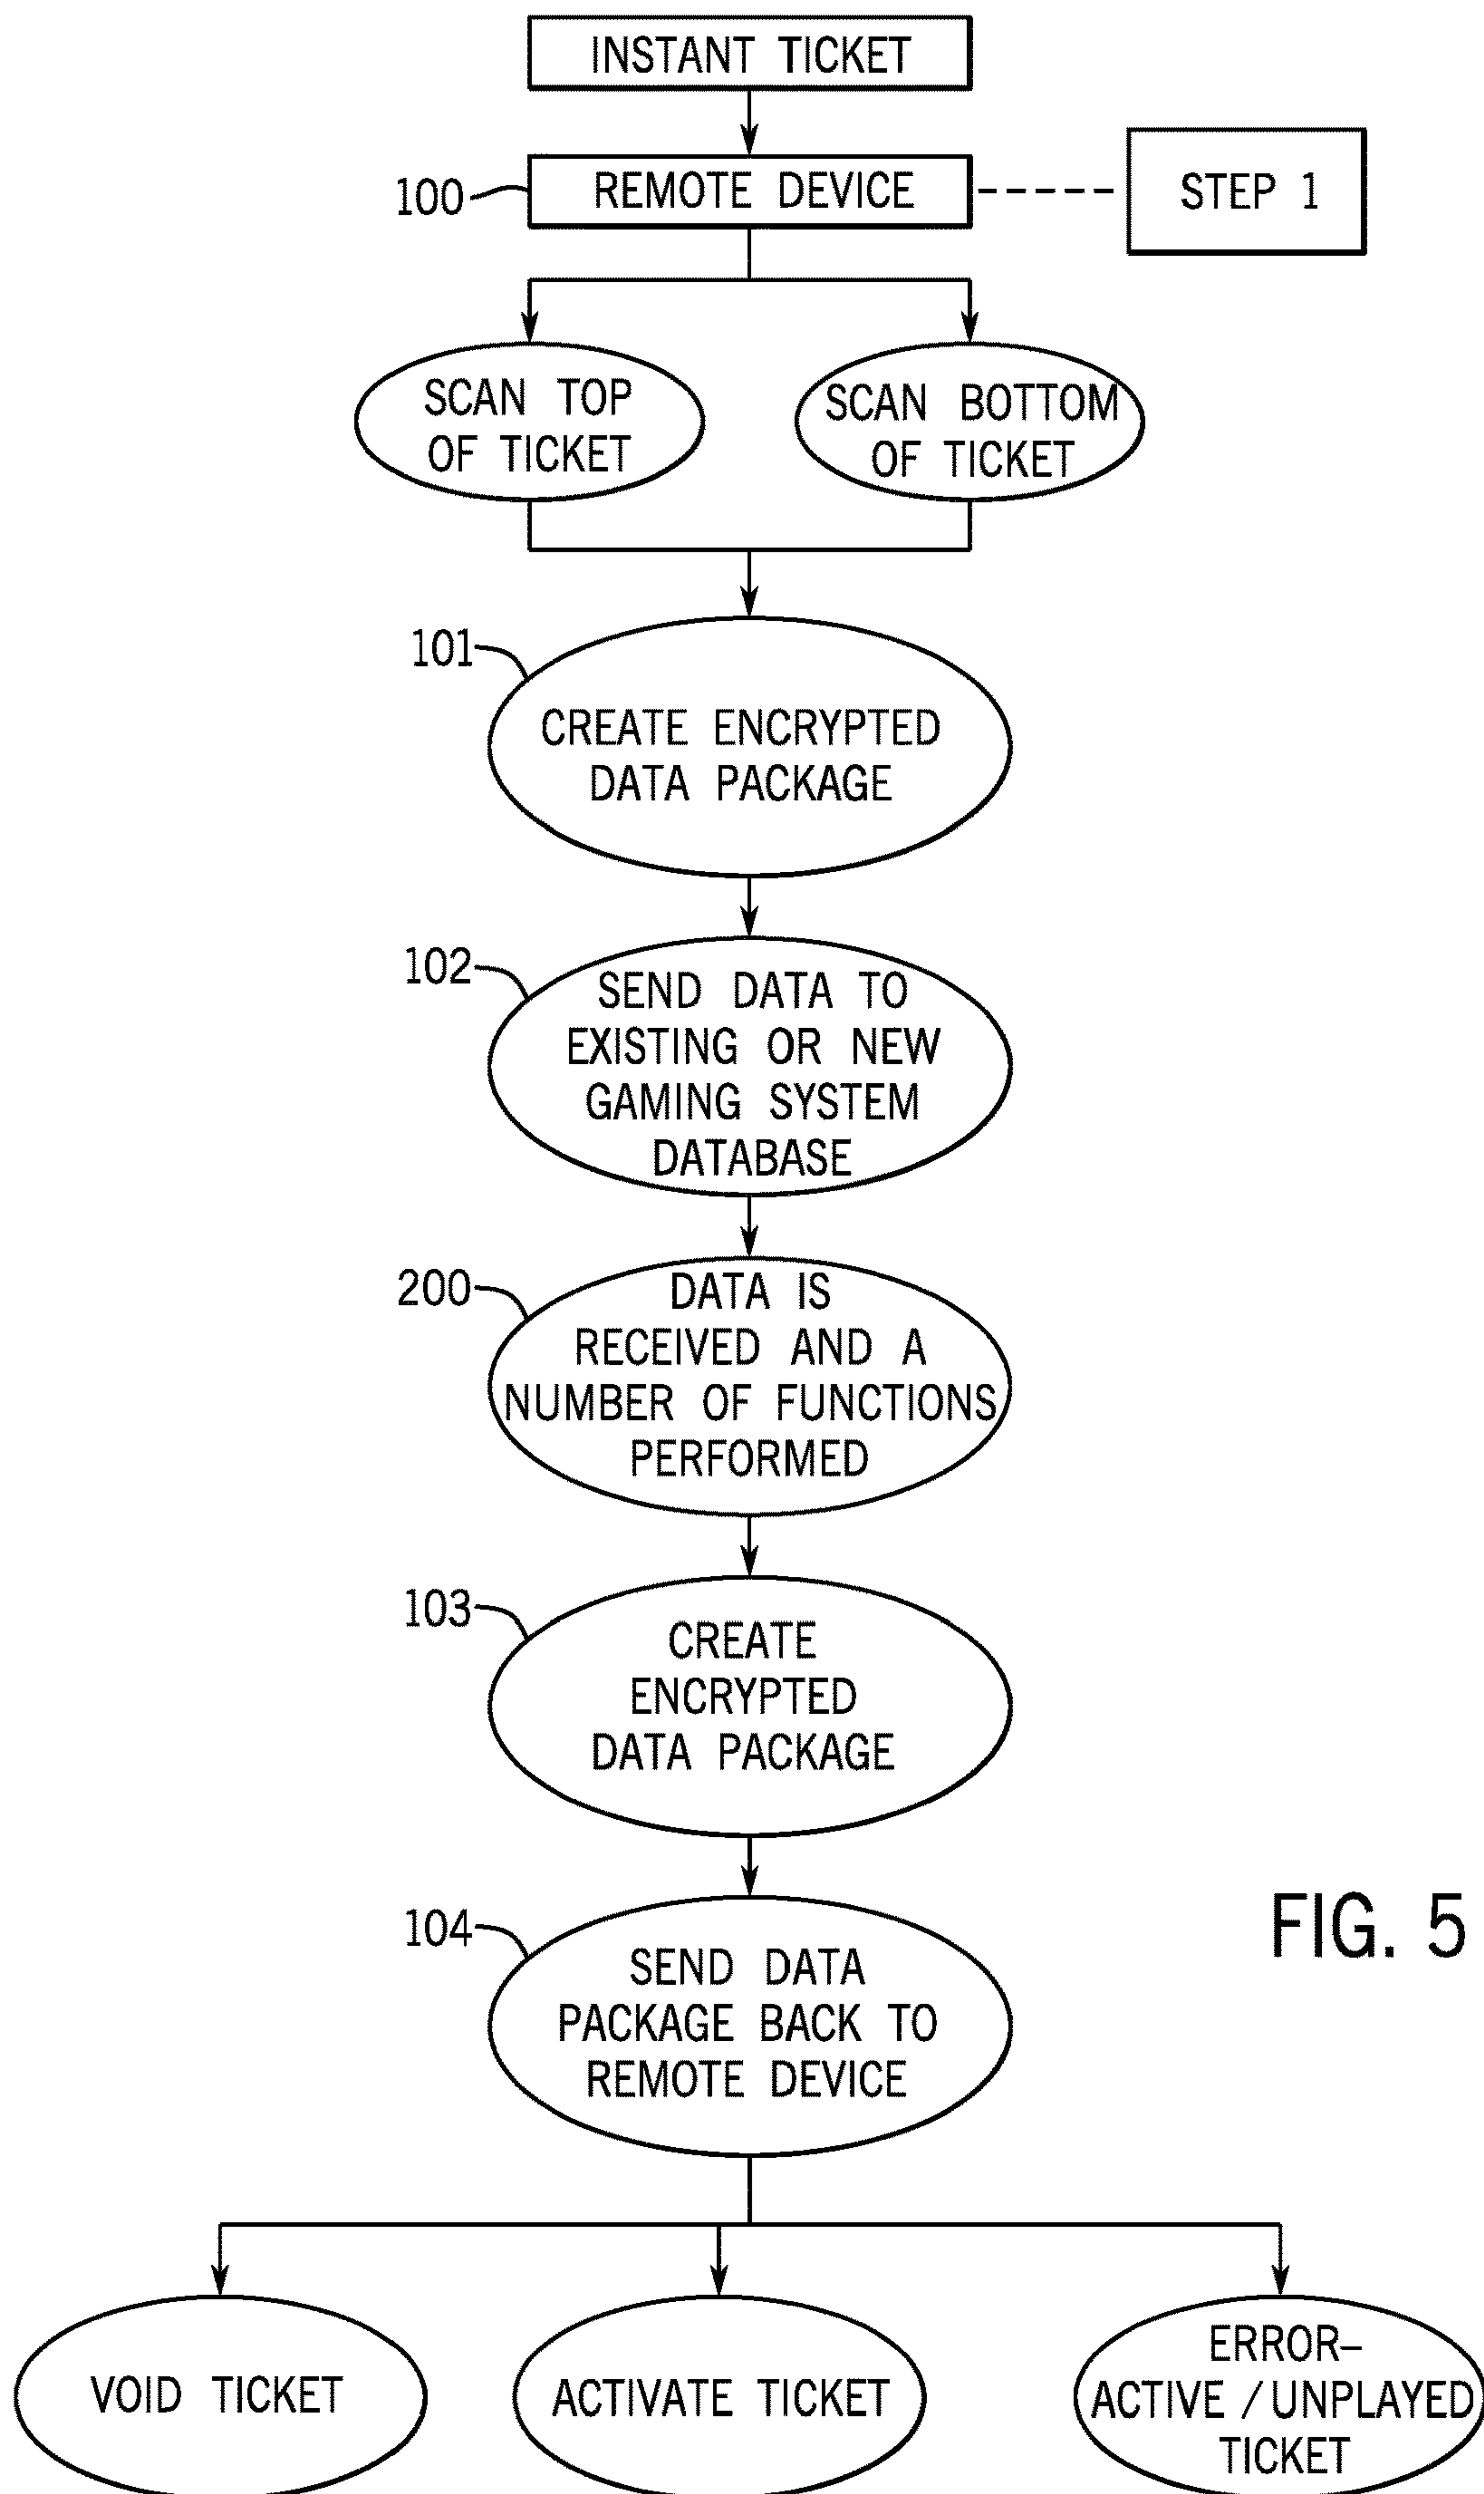 INSTANT TICKET
100
REMOTE DEVICE
STEP 1
SCAN TOP
OF TICKET
SCAN BOTTOM
OF TICKET
101
CREATE ENCRYPTED
DATA PACKAGE
102
SEND DATA TO
EXISTING OR NEW
GAMING SYSTEM
DATABASE
200
DATA IS
RECEIVED AND A
NUMBER OF FUNCTIONS
PERFORMED
103
CREATE
ENCRYPTED
DATA PACKAGE
104
SEND DATA
PACKAGE BACK TO
REMOTE DEVICE
FIG. 5
VOID TICKET
ACTIVATE TICKET
ERROR–
ACTIVE / UNPLAYED
TICKET